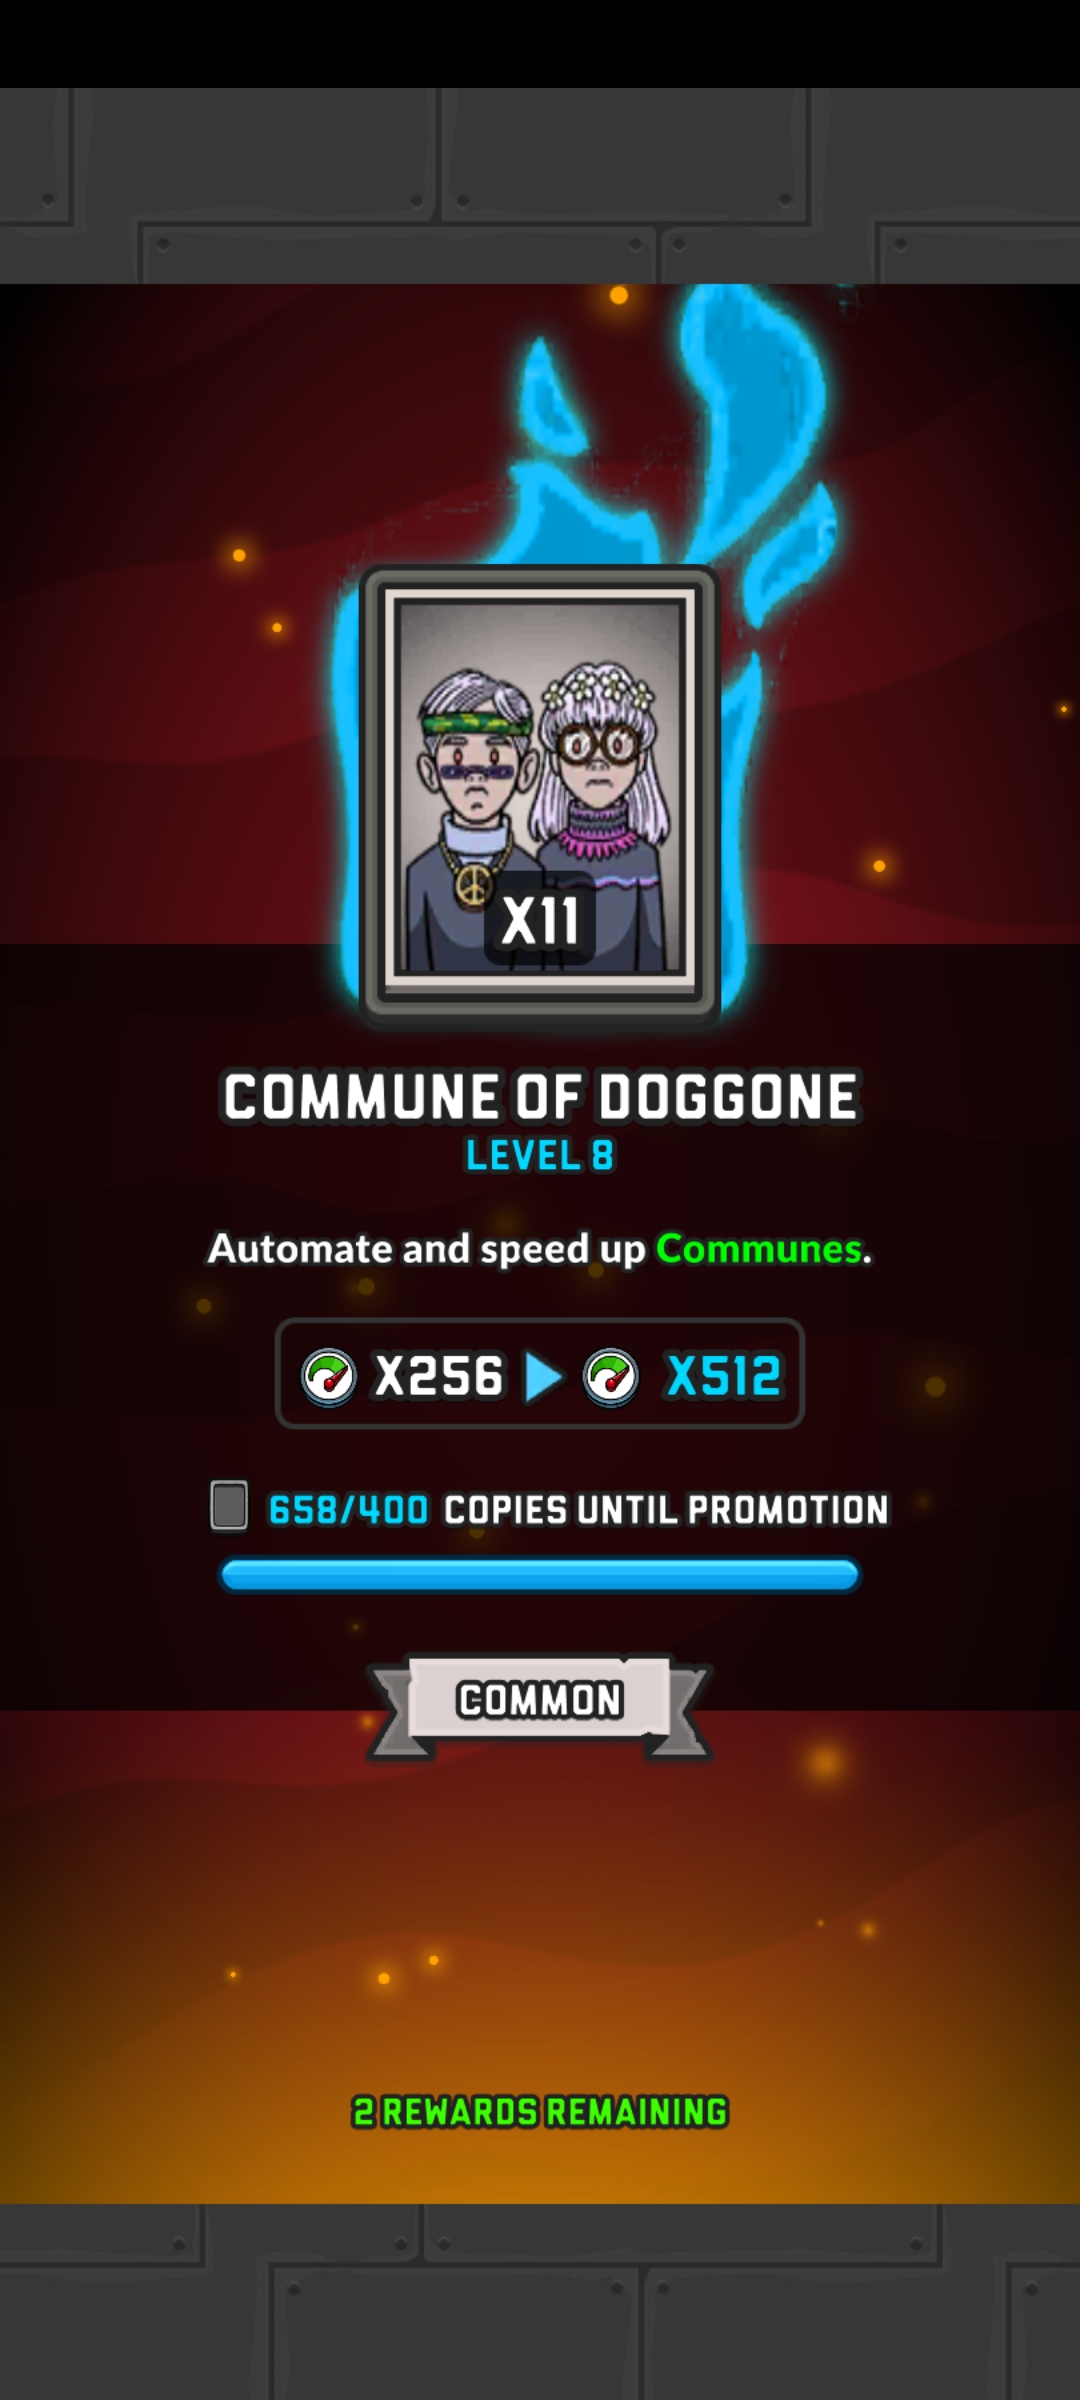 X11
COMMUNE OF DOGGONE
LEVEL 8
Automate and speed up Communes.
X256 X512
658/400 COPIES UNTIL PROMOTION
COMMON
2 REWARDS REMAINING